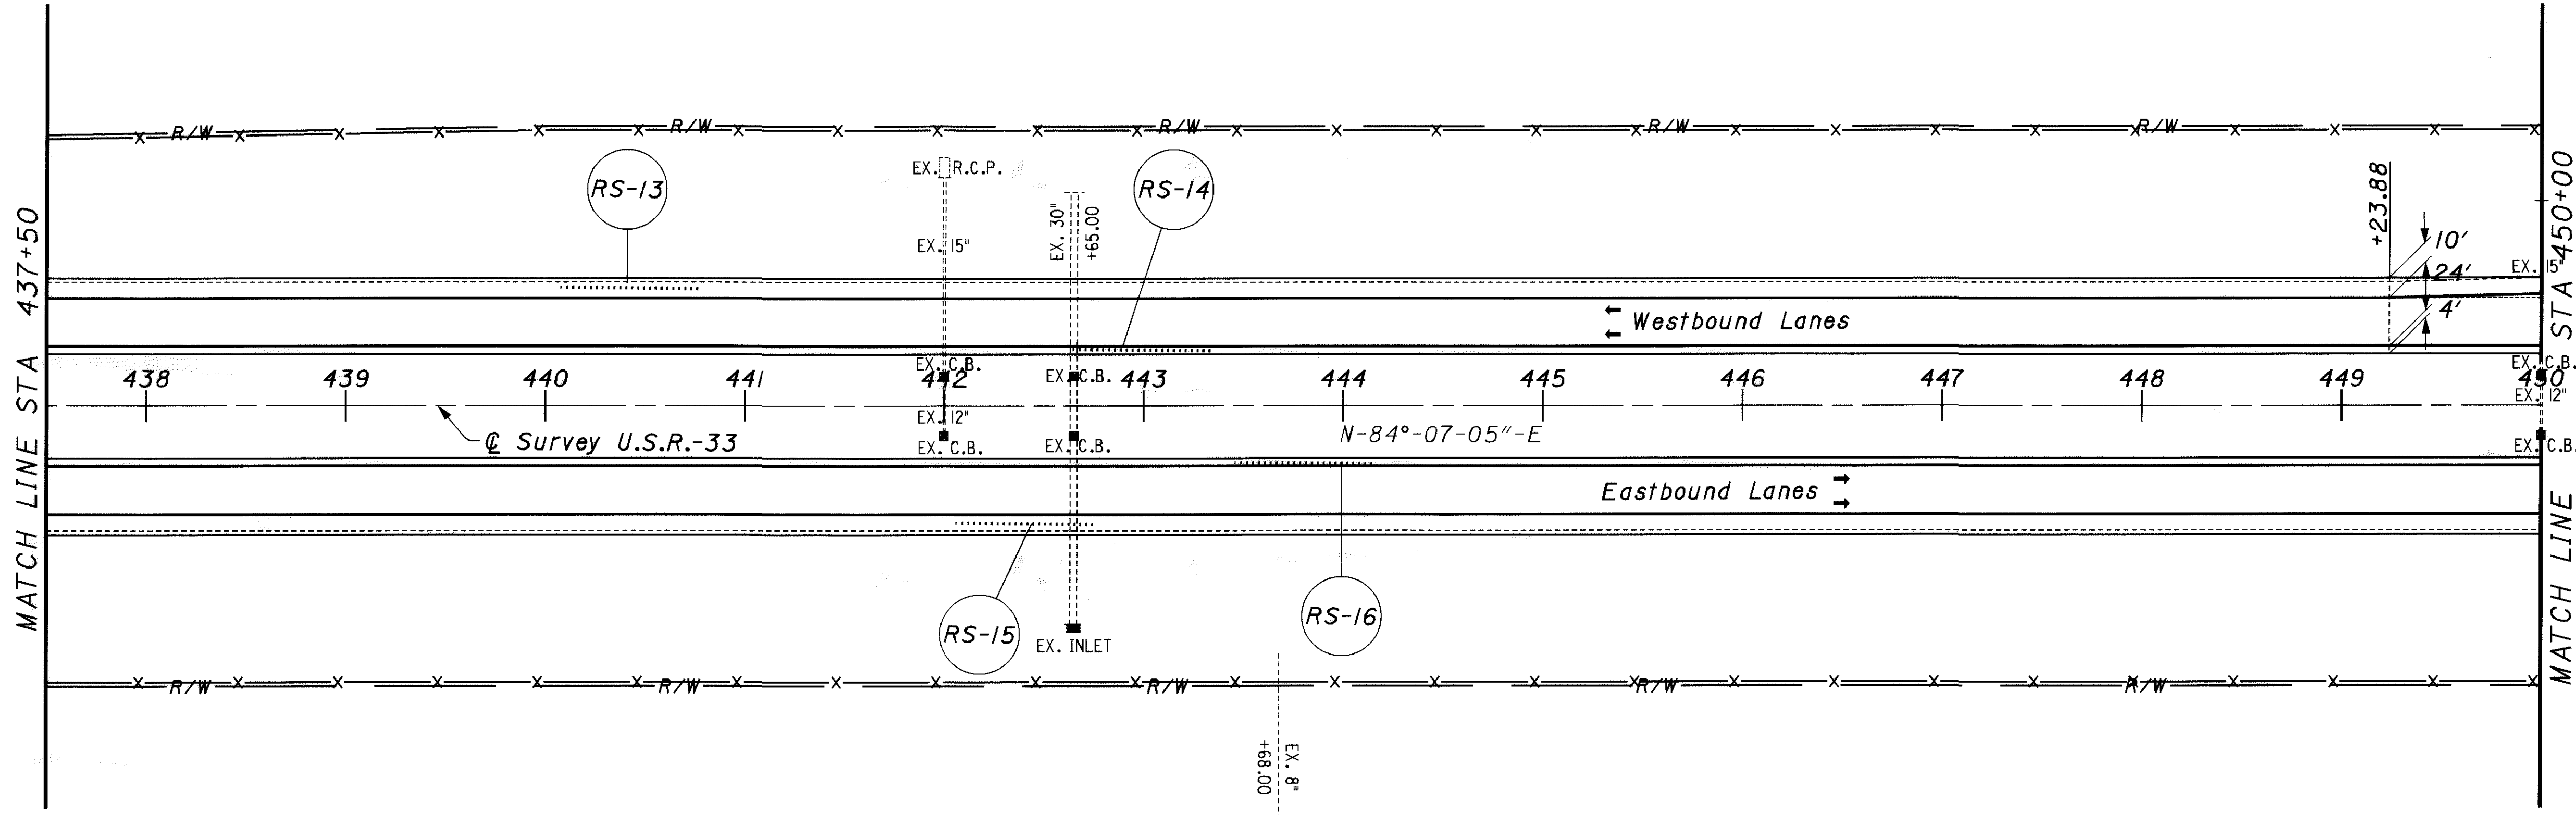 MATCH LINE STA 437+50
R/W R/W R/W R/W R/W
RS-13
EX. R.C.P.
EX. 15"
EX. 30"
+65.00
RS-14
+23.88
10'
24'
4'
EX. 15"
Westbound Lanes
EX. C.B.
EX. C.B.
EX. C.B.
438 439 440 441 442 443 444 445 446 447 448 449 450
EX. 12"
EX. 12"
℄ Survey U.S.R.-33
EX. C.B.
EX. C.B.
N-84°-07-05"-E
EX. C.B.
Eastbound Lanes
RS-15
EX. INLET
RS-16
R/W R/W R/W R/W R/W
+68.00
EX. 8"
MATCH LINE STA 450+00